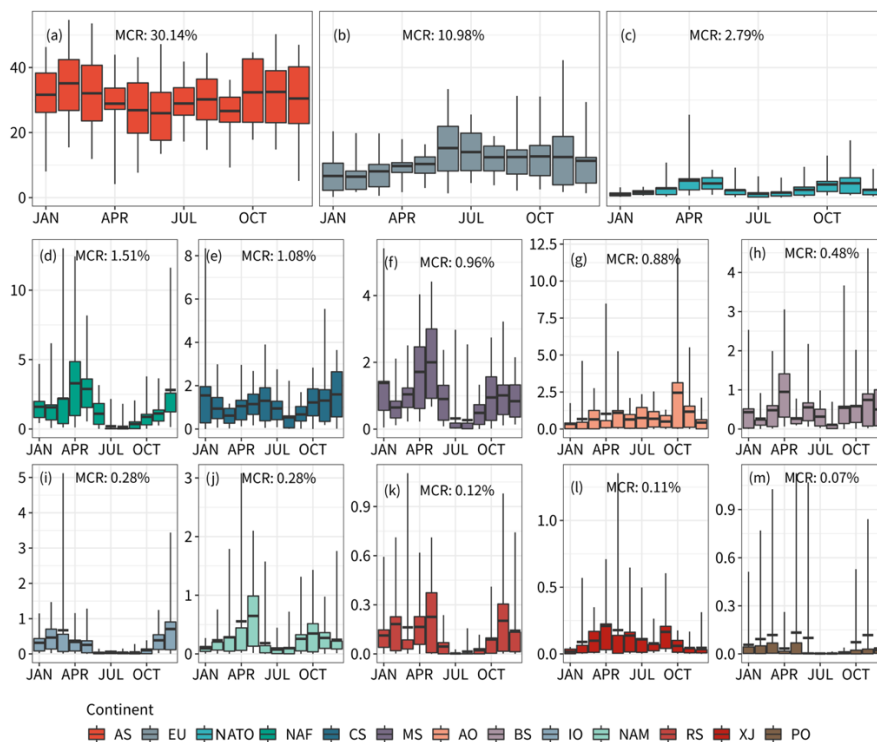 (a) MCR: 30.14% (b) MCR: 10.98% (c) MCR: 2.79%
40
20
0
JAN APR JUL OCT JAN APR JUL OCT JAN APR JUL OCT
(d) MCR: 1.51% (e) MCR: 1.08% (f) MCR: 0.96% (g) MCR: 0.88% (h) MCR: 0.48%
10 5 0
8 6 4 2 0
4 2 0
12.5 10.0 7.5 5.0 2.5 0.0
4 3 2 1 0
JAN APR JUL OCT JAN APR JUL OCT JAN APR JUL OCT JAN APR JUL OCT JAN APR JUL OCT
(i) MCR: 0.28% (j) MCR: 0.28% (k) MCR: 0.12% (l) MCR: 0.11% (m) MCR: 0.07%
5 4 3 2 1 0
3 2 1 0
0.9 0.6 0.3 0.0
1.0 0.5 0.0
0.9 0.6 0.3 0.0
JAN APR JUL OCT JAN APR JUL OCT JAN APR JUL OCT JAN APR JUL OCT JAN APR JUL OCT
Continent
AS EU NATO NAF CS MS AO BS IO NAM RS XJ PO